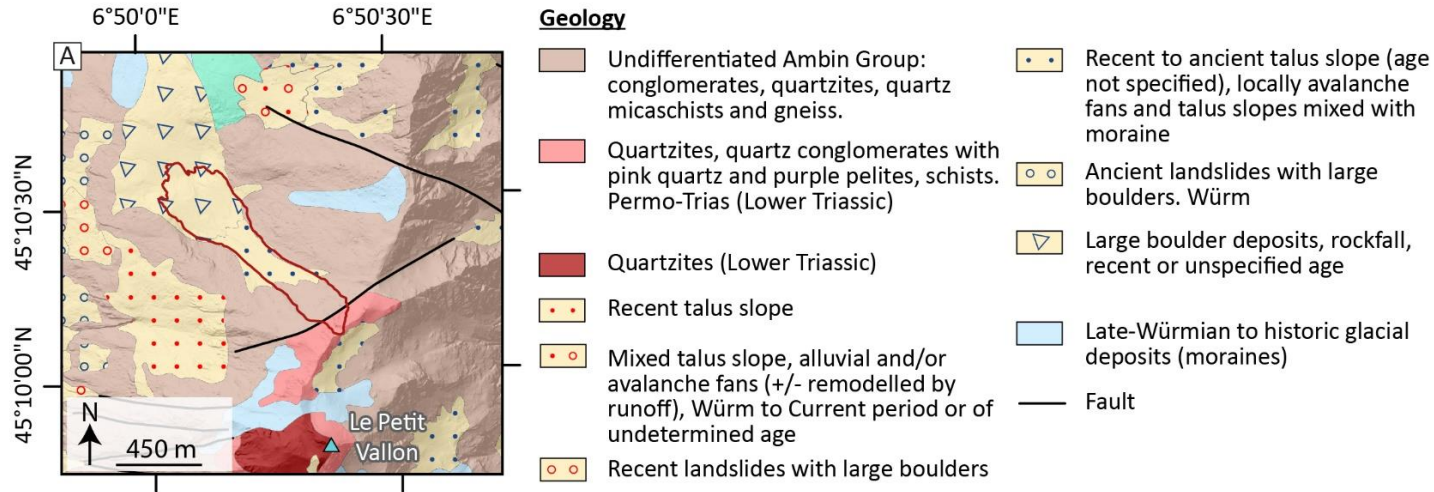 6°50'0"E
6°50'30"E
A
45°10'30"N
45°10'00"N
N
450 m
Le Petit
Vallon
Geology
Undifferentiated Ambin Group:
conglomerates, quartzites, quartz
micaschists and gneiss.
Quartzites, quartz conglomerates with
pink quartz and purple pelites, schists.
Permo-Trias (Lower Triassic)
Quartzites (Lower Triassic)
Recent talus slope
Mixed talus slope, alluvial and/or
avalanche fans (+/- remodelled by
runoff), Würm to Current period or of
undetermined age
Recent landslides with large boulders
Recent to ancient talus slope (age
not specified), locally avalanche
fans and talus slopes mixed with
moraine
Ancient landslides with large
boulders. Würm
Large boulder deposits, rockfall,
recent or unspecified age
Late-Würmian to historic glacial
deposits (moraines)
Fault